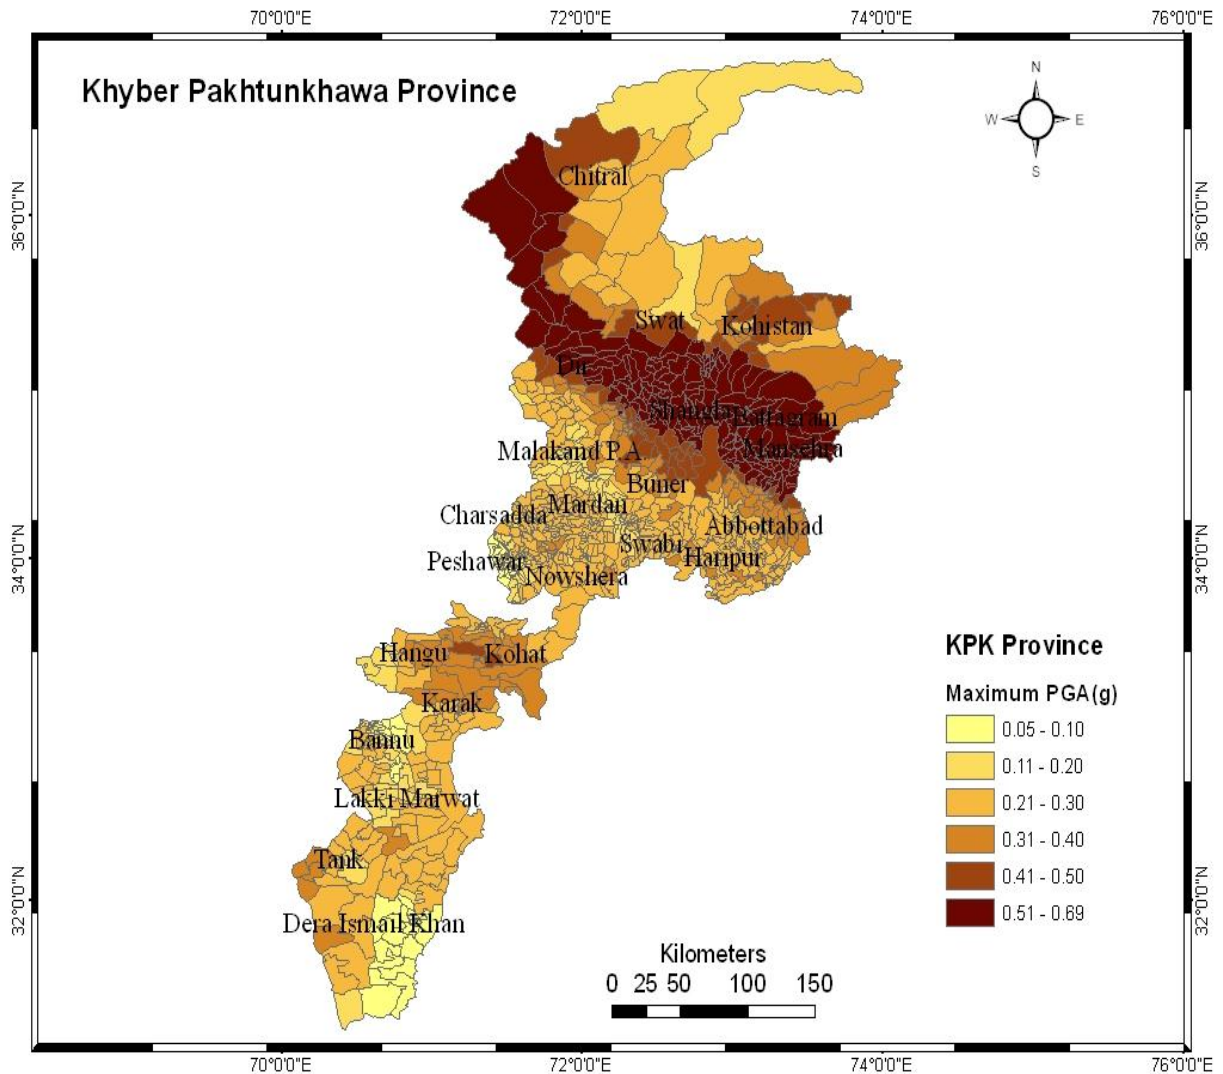 70°0'0"E 72°0'0"E 74°0'0"E 76°0'0"E
Khyber Pakhtunkhawa Province
N
W E
S
36°0'0"N 36°0'0"N
Chitral
Swat
Kohistan
Dir
Shangla Battagram
Mansehra
Malakand P.A.
Buner
Mardan
Charsadda
Abbottabad
Swabi
Peshawar
Haripur
34°0'0"N 34°0'0"N
Nowshera
Hangu
Kohat
Karak
Bannu
Lakki Marwat
Tank
Dera Ismail Khan
32°0'0"N 32°0'0"N
KPK Province
Maximum PGA(g)
0.05 - 0.10
0.11 - 0.20
0.21 - 0.30
0.31 - 0.40
0.41 - 0.50
0.51 - 0.69
Kilometers
0 25 50 100 150
70°0'0"E 72°0'0"E 74°0'0"E 76°0'0"E